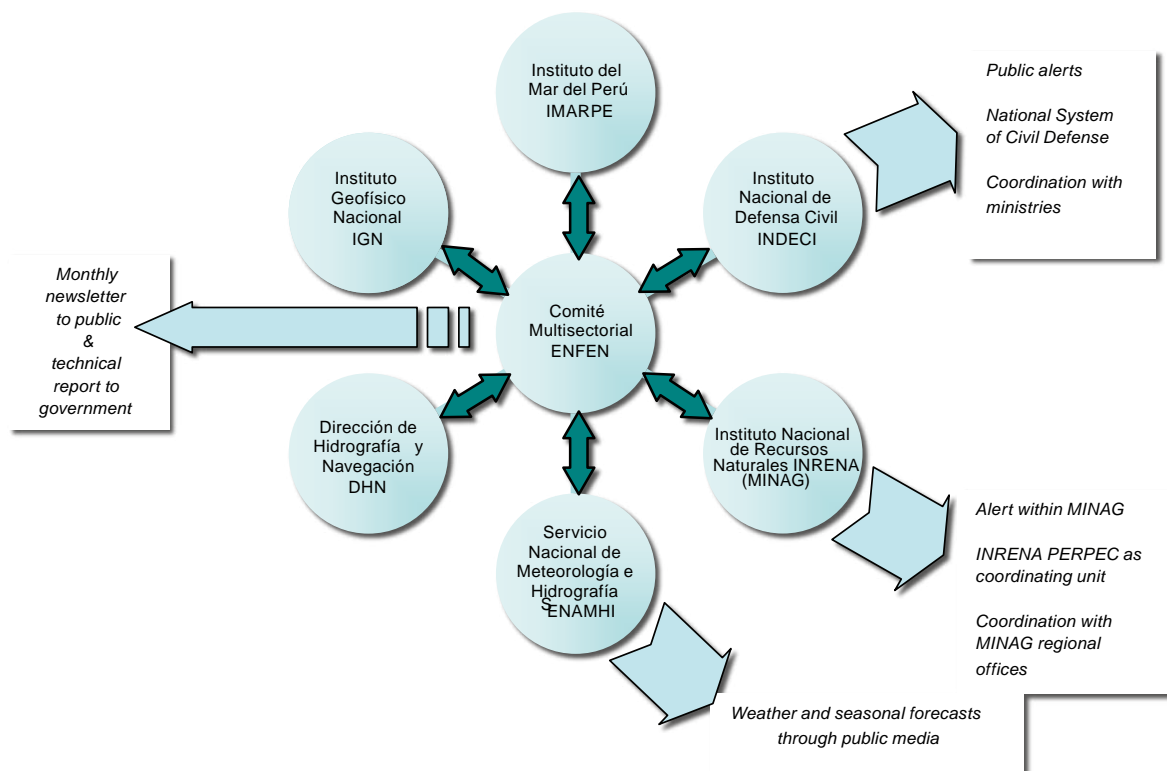 Instituto del
Mar del Perú
IMARPE
Public alerts
National System
of Civil Defense
Coordination with
ministries
Instituto
Geofísico
Nacional
IGN
Instituto
Nacional de
Defensa Civil
INDECI
Monthly
newsletter
to public
&
technical
report to
government
Comité
Multisectorial
ENFEN
Dirección de
Hidrografía y
Navegación
DHN
Instituto Nacional
de Recursos
Naturales INRENA
(MINAG)
Servicio
Nacional de
Meteorología e
Hidrografía
SENAMHI
Alert within MINAG
INRENA PERPEC as
coordinating unit
Coordination with
MINAG regional
offices
Weather and seasonal forecasts
through public media